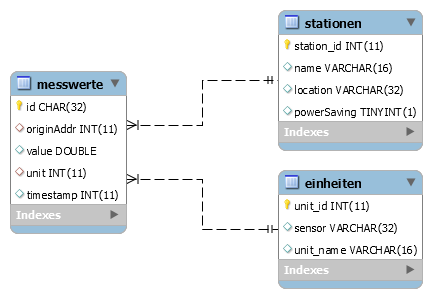 messwerte
id CHAR(32)
originAddr INT(11)
value DOUBLE
unit INT(11)
timestamp INT(11)
Indexes
stationen
station_id INT(11)
name VARCHAR(16)
location VARCHAR(32)
powerSaving TINYINT(1)
Indexes
einheiten
unit_id INT(11)
sensor VARCHAR(32)
unit_name VARCHAR(16)
Indexes